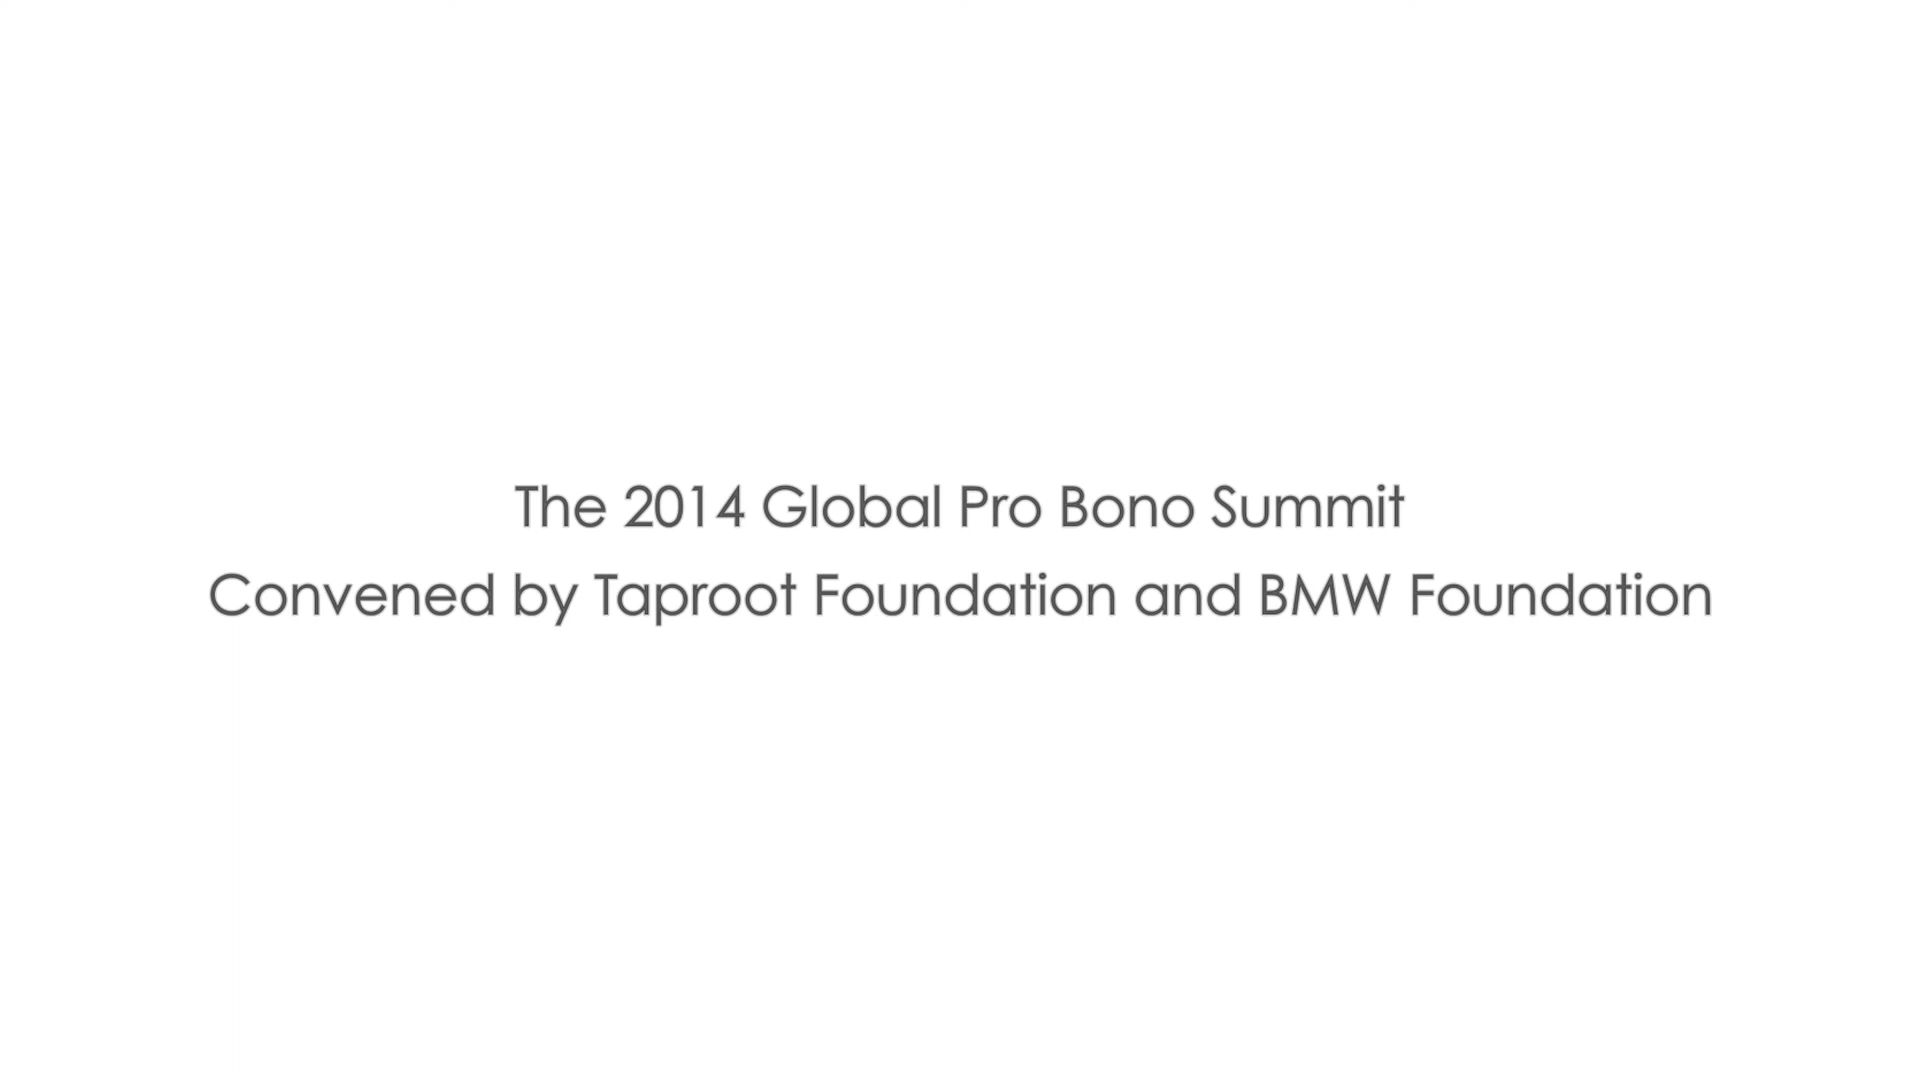 The 2014 Global Pro Bono Summit
Convened by Taproot Foundation and BMW Foundation